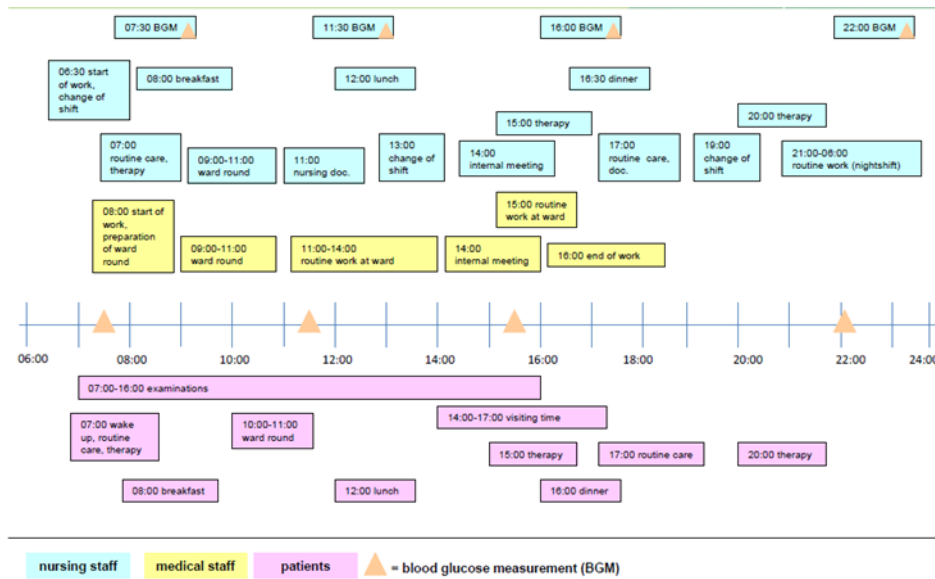 07:30 BGM
11:30 BGM
16:00 BGM
22:00 BGM
06:30 start
of work,
change of
shift
08:00 breakfast
12:00 lunch
16:30 dinner
15:00 therapy
20:00 therapy
07:00
routine care,
therapy
09:00-11:00
ward round
11:00
nursing doc.
13:00
change of
shift
14:00
internal meeting
17:00
routine care,
doc.
19:00
change of
shift
21:00-06:00
routine work (nightshift)
08:00 start of
work,
preparation
of ward
round
09:00-11:00
ward round
11:00-14:00
routine work at ward
14:00
internal meeting
15:00 routine
work at ward
16:00 end of work
06:00
08:00
10:00
12:00
14:00
16:00
18:00
20:00
22:00
24:00
07:00-16:00 examinations
07:00 wake
up, routine
care, therapy
10:00-11:00
ward round
14:00-17:00 visiting time
15:00 therapy
17:00 routine care
20:00 therapy
08:00 breakfast
12:00 lunch
16:00 dinner
nursing staff
medical staff
patients
= blood glucose measurement (BGM)